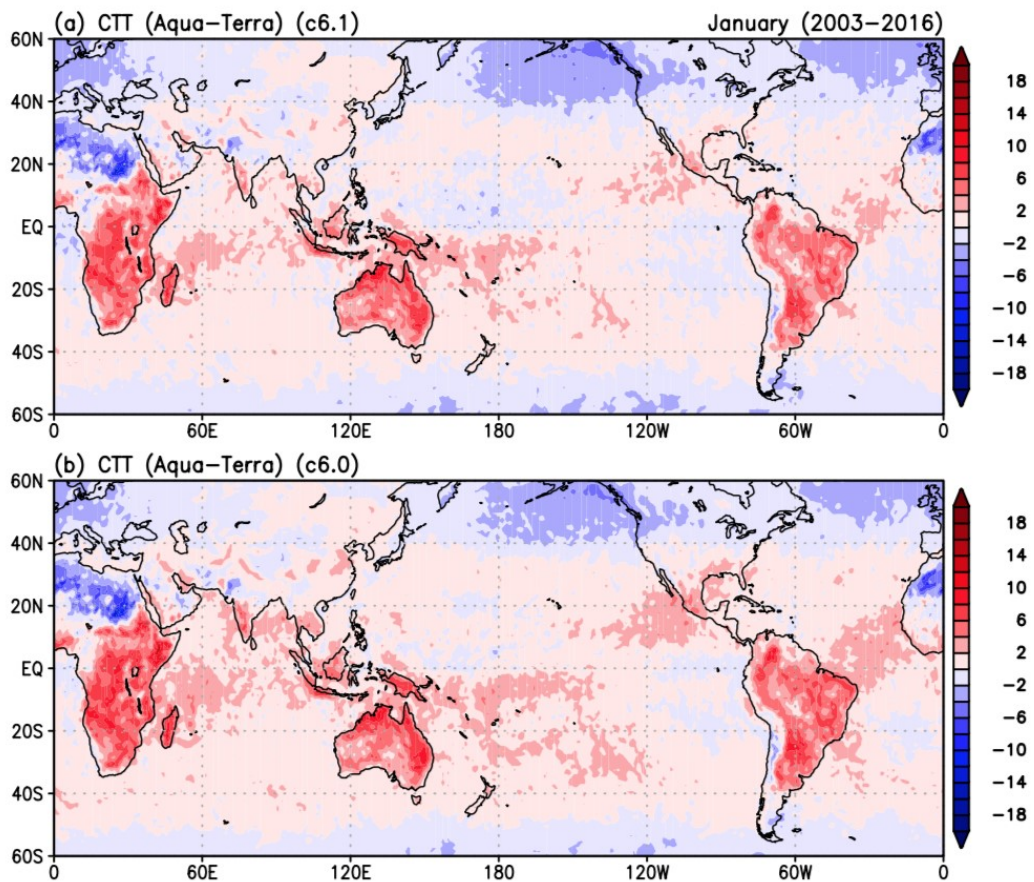 (a) CTT (Aqua-Terra) (c6.1) January (2003-2016)
60N
40N
20N
EQ
20S
40S
60S
0 60E 120E 180 120W 60W 0
18
14
10
6
2
-2
-6
-10
-14
-18
(b) CTT (Aqua-Terra) (c6.0)
60N
40N
20N
EQ
20S
40S
60S
0 60E 120E 180 120W 60W 0
18
14
10
6
2
-2
-6
-10
-14
-18